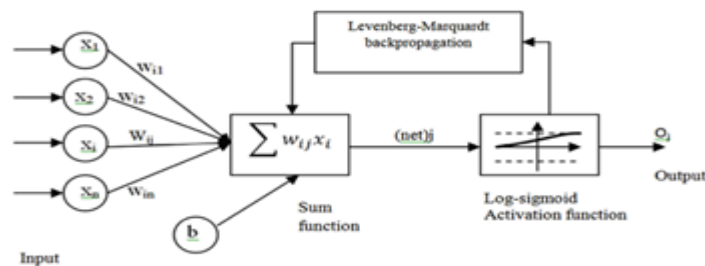 Levenberg-Marquardt
backpropagation
X1
wi1
X2
wi2
Xi
Wij
Xn
Win
∑ wij xi
(net)j
Oj
Output
b
Sum
function
Log-sigmoid
Activation function
Input